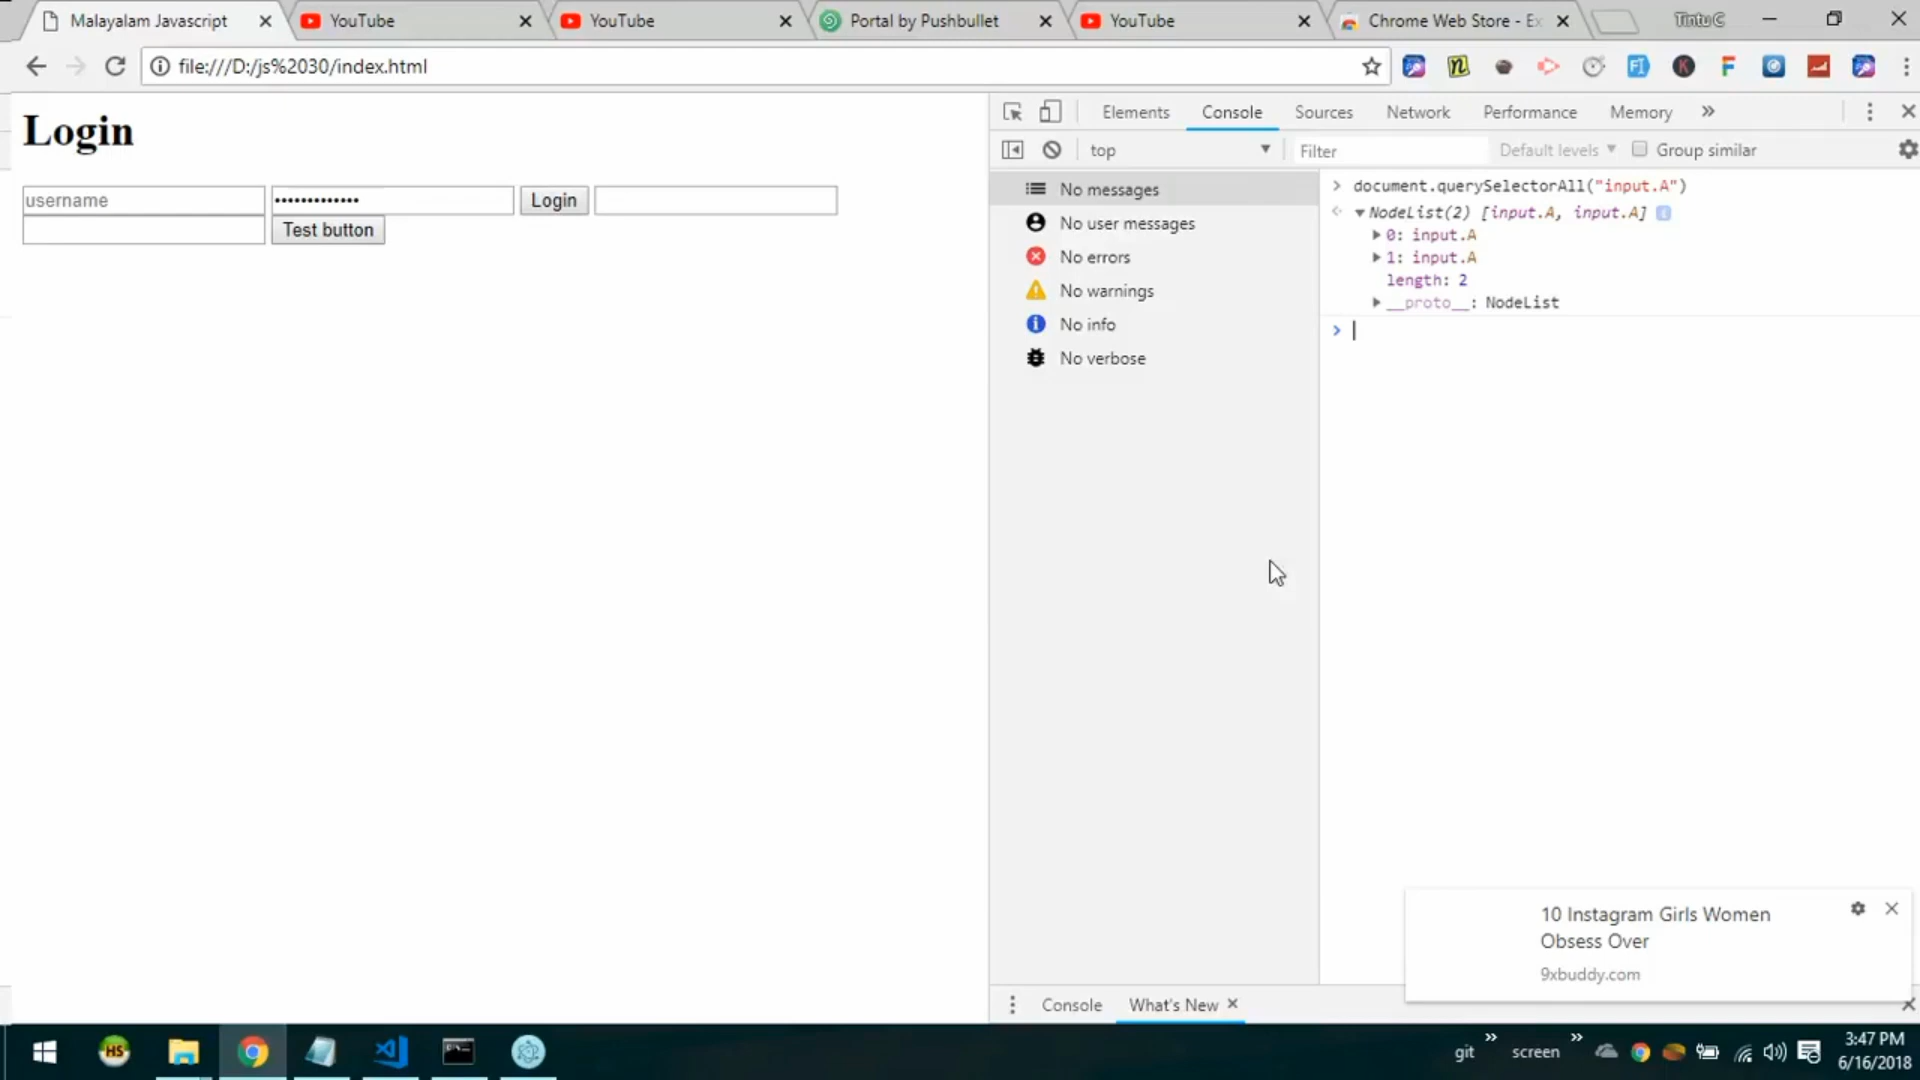 Malayalam Javascript
YouTube
YouTube
Portal by Pushbullet
YouTube
Chrome Web Store - Ex
Tintu C
file:///D:/js%2030/index.html
Login
username
•••••••••••••
Login
Test button
Elements
Console
Sources
Network
Performance
Memory
top
Filter
Default levels
Group similar
No messages
No user messages
No errors
No warnings
No info
No verbose
document.querySelectorAll("input.A")
NodeList(2) [input.A, input.A]
0: input.A
1: input.A
length: 2
__proto__: NodeList
10 Instagram Girls Women
Obsess Over
9xbuddy.com
Console
What's New
HS
git
screen
3:47 PM
6/16/2018